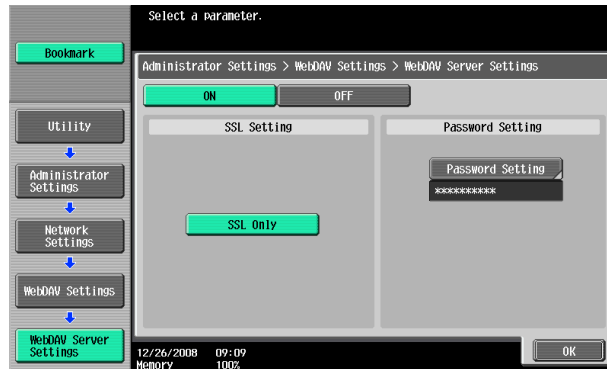 Select a parameter.
Bookmark
Administrator Settings > WebDAV Settings > WebDAV Server Settings
ON
OFF
Utility
Administrator
Settings
Network
Settings
WebDAV Settings
WebDAV Server
Settings
SSL Setting
SSL Only
Password Setting
Password Setting
**********
12/26/2008 09:09
Memory 100%
OK